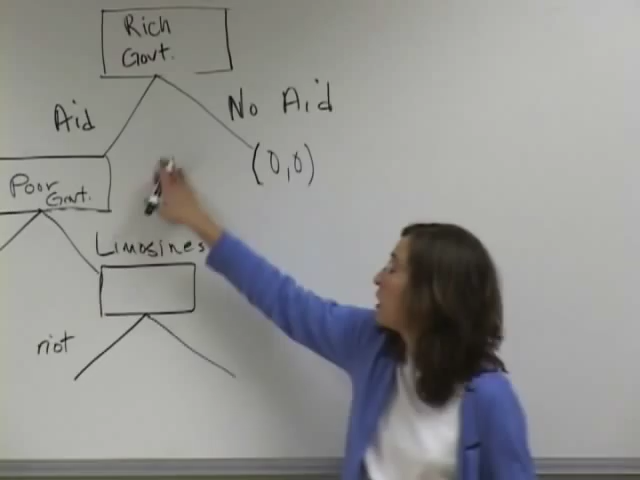 Rich
Govt.
Aid
No Aid
(0,0)
Poor
Govt.
Limosines
riot